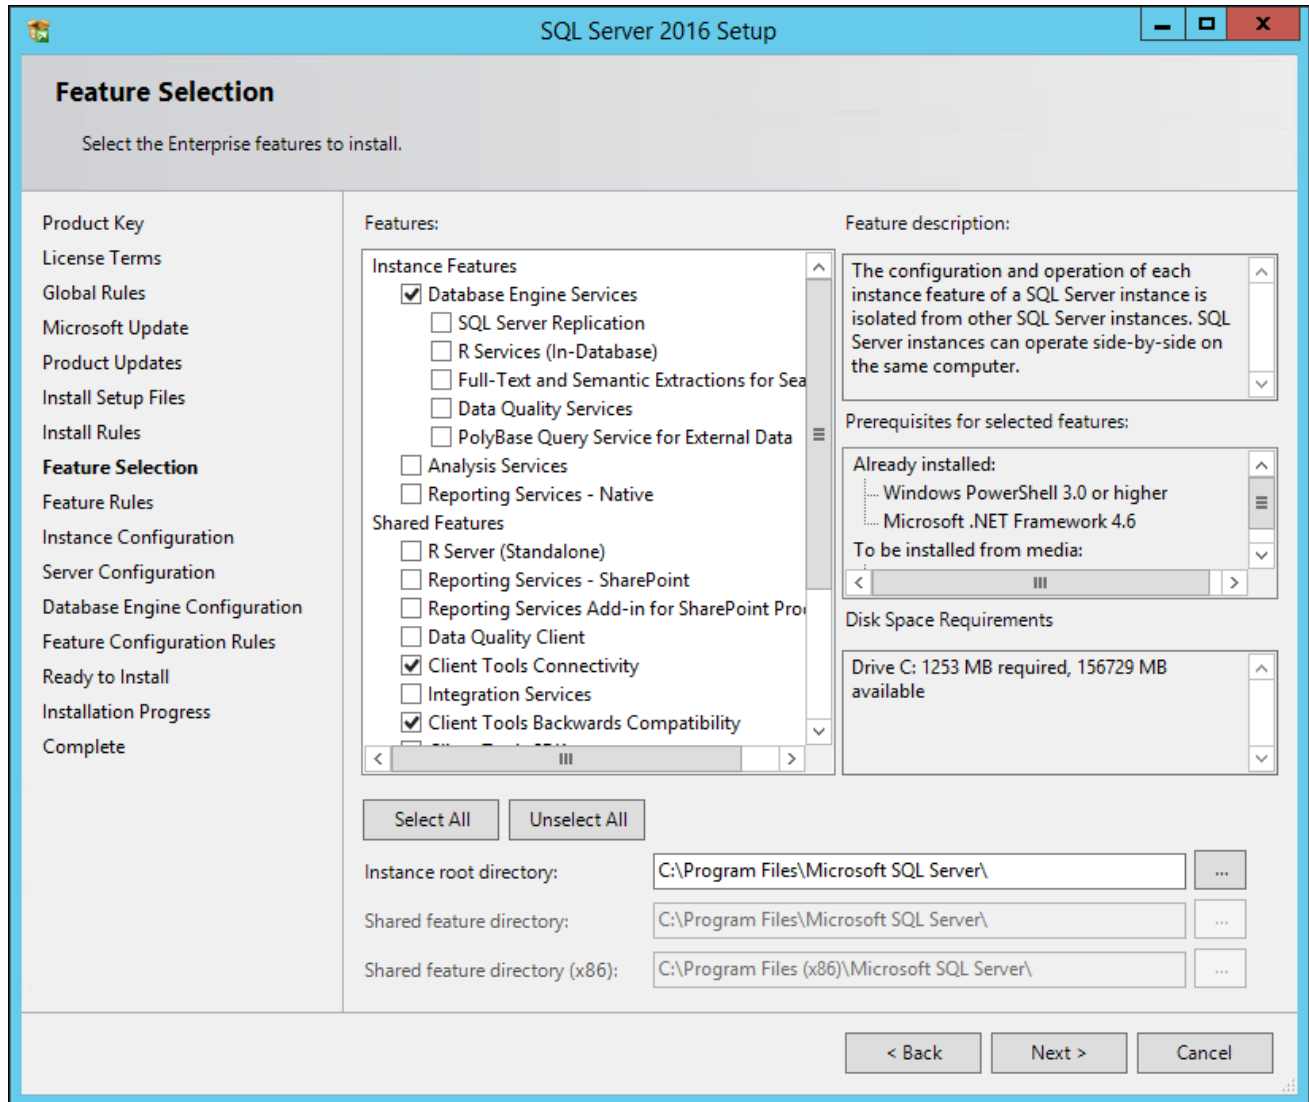 SQL Server 2016 Setup
Feature Selection
Select the Enterprise features to install.
Product Key
License Terms
Global Rules
Microsoft Update
Product Updates
Install Setup Files
Install Rules
Feature Selection
Feature Rules
Instance Configuration
Server Configuration
Database Engine Configuration
Feature Configuration Rules
Ready to Install
Installation Progress
Complete
Features:
Instance Features
Database Engine Services
SQL Server Replication
R Services (In-Database)
Full-Text and Semantic Extractions for Sea
Data Quality Services
PolyBase Query Service for External Data
Analysis Services
Reporting Services - Native
Shared Features
R Server (Standalone)
Reporting Services - SharePoint
Reporting Services Add-in for SharePoint Pro
Data Quality Client
Client Tools Connectivity
Integration Services
Client Tools Backwards Compatibility
Feature description:
The configuration and operation of each
instance feature of a SQL Server instance is
isolated from other SQL Server instances. SQL
Server instances can operate side-by-side on
the same computer.
Prerequisites for selected features:
Already installed:
Windows PowerShell 3.0 or higher
Microsoft .NET Framework 4.6
To be installed from media:
Disk Space Requirements
Drive C: 1253 MB required, 156729 MB
available
Select All
Unselect All
Instance root directory:
C:\Program Files\Microsoft SQL Server\
...
Shared feature directory:
C:\Program Files\Microsoft SQL Server\
...
Shared feature directory (x86):
C:\Program Files (x86)\Microsoft SQL Server\
...
< Back
Next >
Cancel